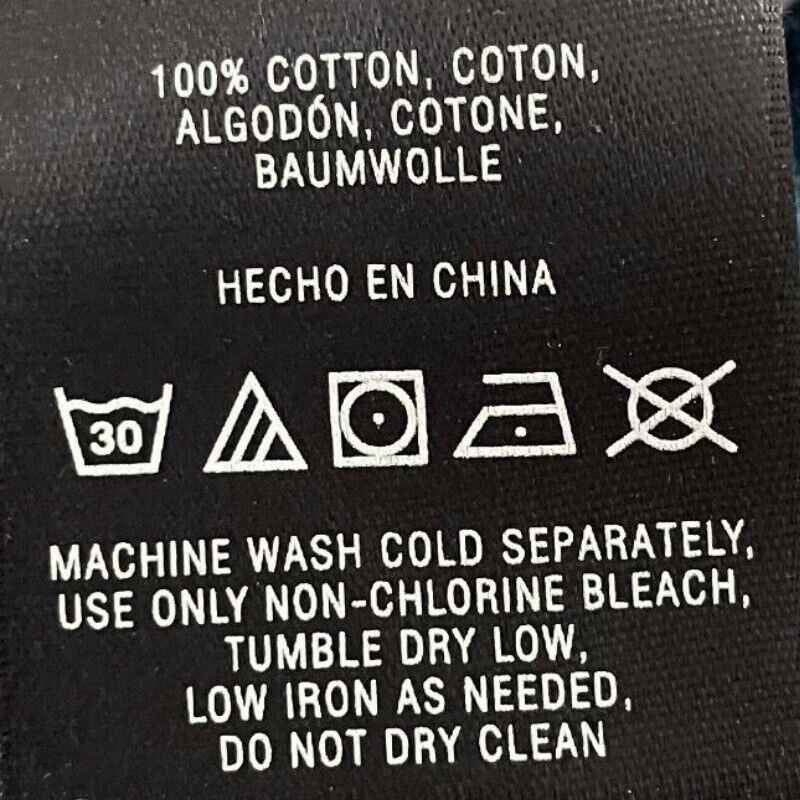 100% COTTON, COTON,
ALGODÓN, COTONE,
BAUMWOLLE
HECHO EN CHINA
30
MACHINE WASH COLD SEPARATELY,
USE ONLY NON-CHLORINE BLEACH,
TUMBLE DRY LOW,
LOW IRON AS NEEDED,
DO NOT DRY CLEAN